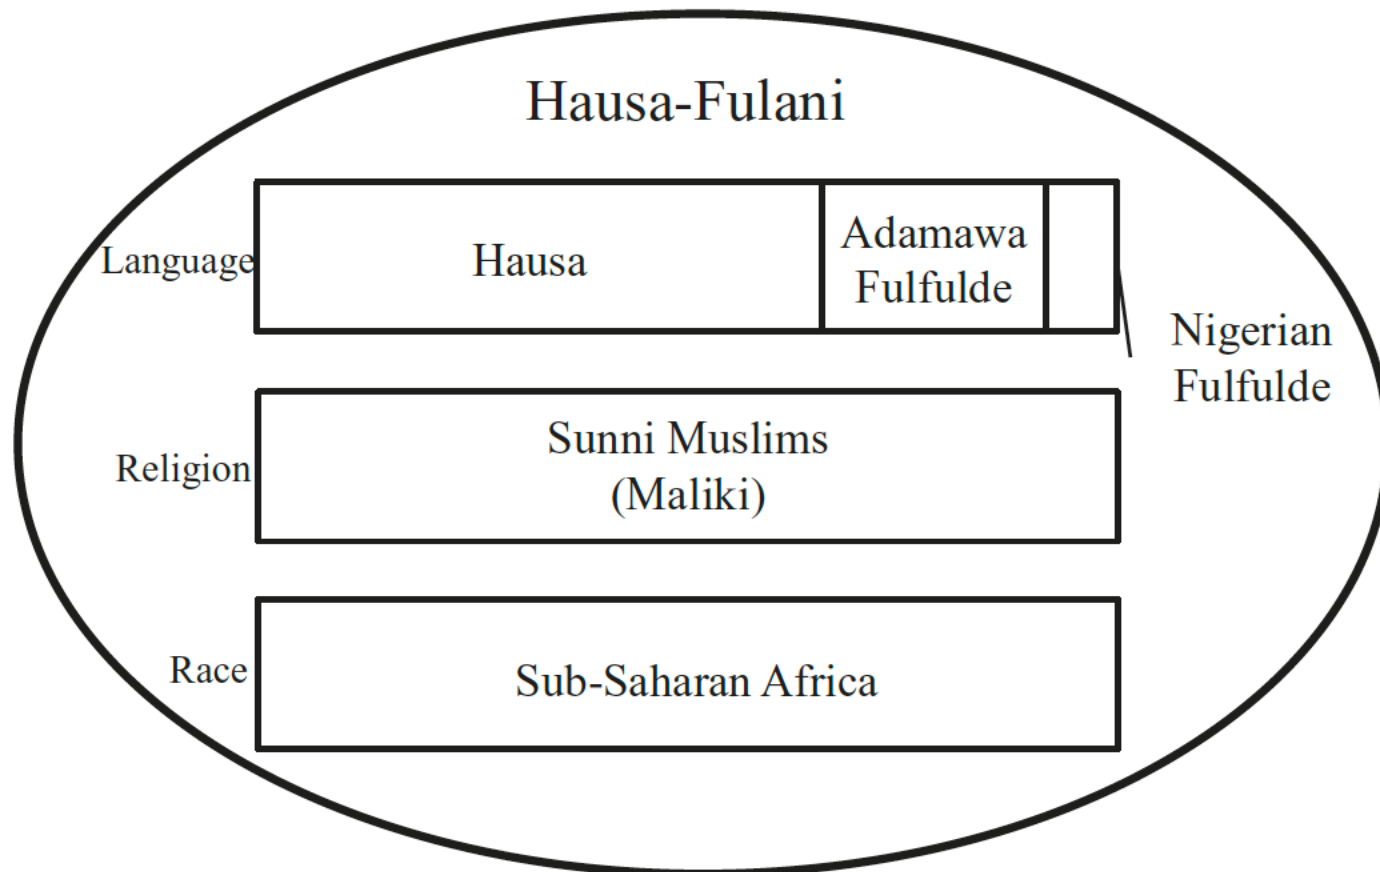 Hausa-Fulani
Language
Hausa
Adamawa
Fulfulde
Nigerian
Fulfulde
Religion
Sunni Muslims
(Maliki)
Race
Sub-Saharan Africa